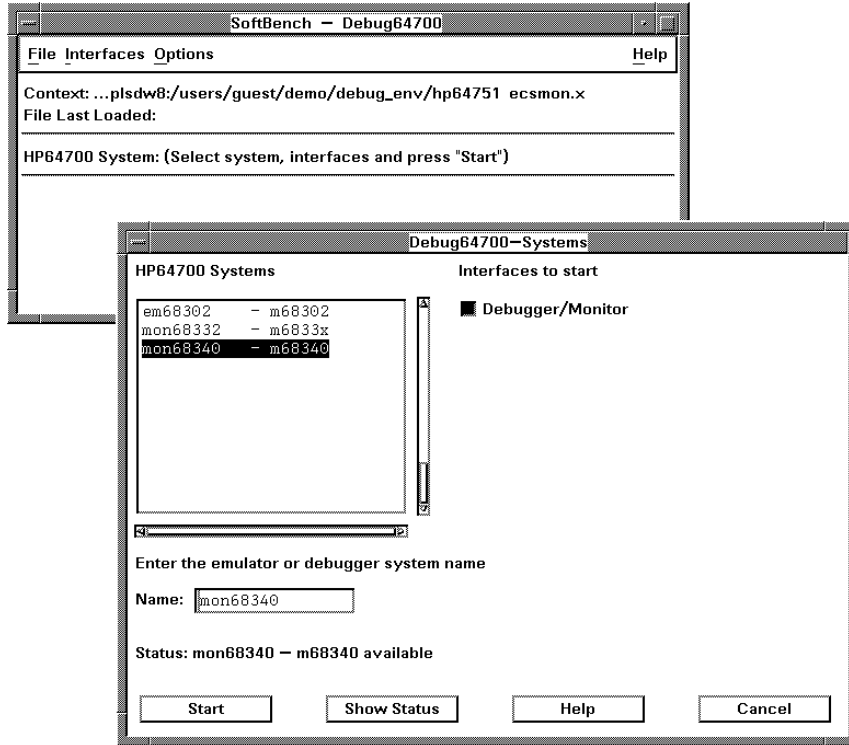 SoftBench — Debug64700
File Interfaces Options Help
Context: ...plsdw8:/users/guest/demo/debug_env/hp64751 ecsmon.x
File Last Loaded:
HP64700 System: (Select system, interfaces and press "Start")
Debug64700—Systems
HP64700 Systems
Interfaces to start
em68302 - m68302
mon68332 - m6833x
mon68340 - m68340
Debugger/Monitor
Enter the emulator or debugger system name
Name: mon68340
Status: mon68340 — m68340 available
Start Show Status Help Cancel